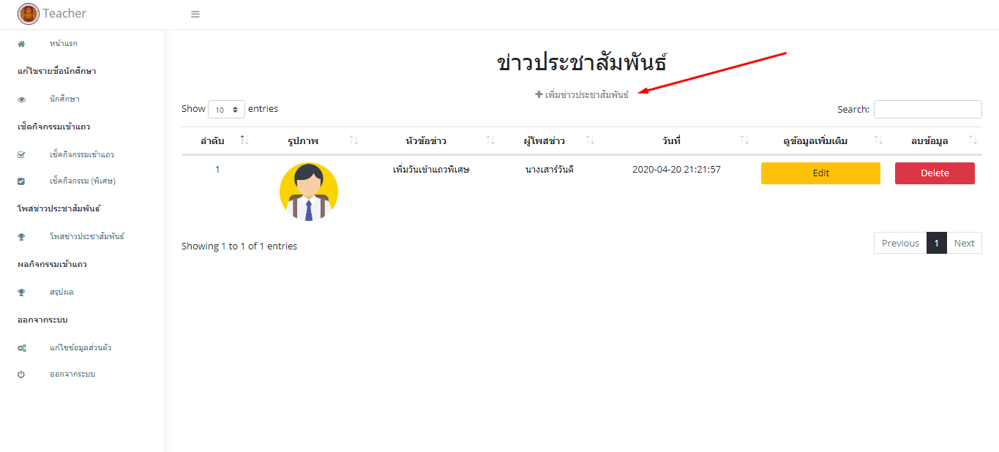 Teacher
หน้าแรก
แก้ไขรายชื่อนักศึกษา
นักศึกษา
เช็คกิจกรรมเข้าแถว
เช็คกิจกรรมเข้าแถว
เช็คกิจกรรม (พิเศษ)
โพสข่าวประชาสัมพันธ์
โพสข่าวประชาสัมพันธ์
ผลกิจกรรมเข้าแถว
สรุปผล
ออกจากระบบ
แก้ไขข้อมูลส่วนตัว
ออกจากระบบ
ข่าวประชาสัมพันธ์
เพิ่มข่าวประชาสัมพันธ์
Show 10 entries Search:
ลำดับ รูปภาพ หัวข้อข่าว ผู้โพสข่าว วันที่ ดูข้อมูลเพิ่มเติม ลบข้อมูล
1 เพิ่มวันเข้าแถวพิเศษ นางเสาร์วันดี 2020-04-20 21:21:57 Edit Delete
Showing 1 to 1 of 1 entries Previous 1 Next